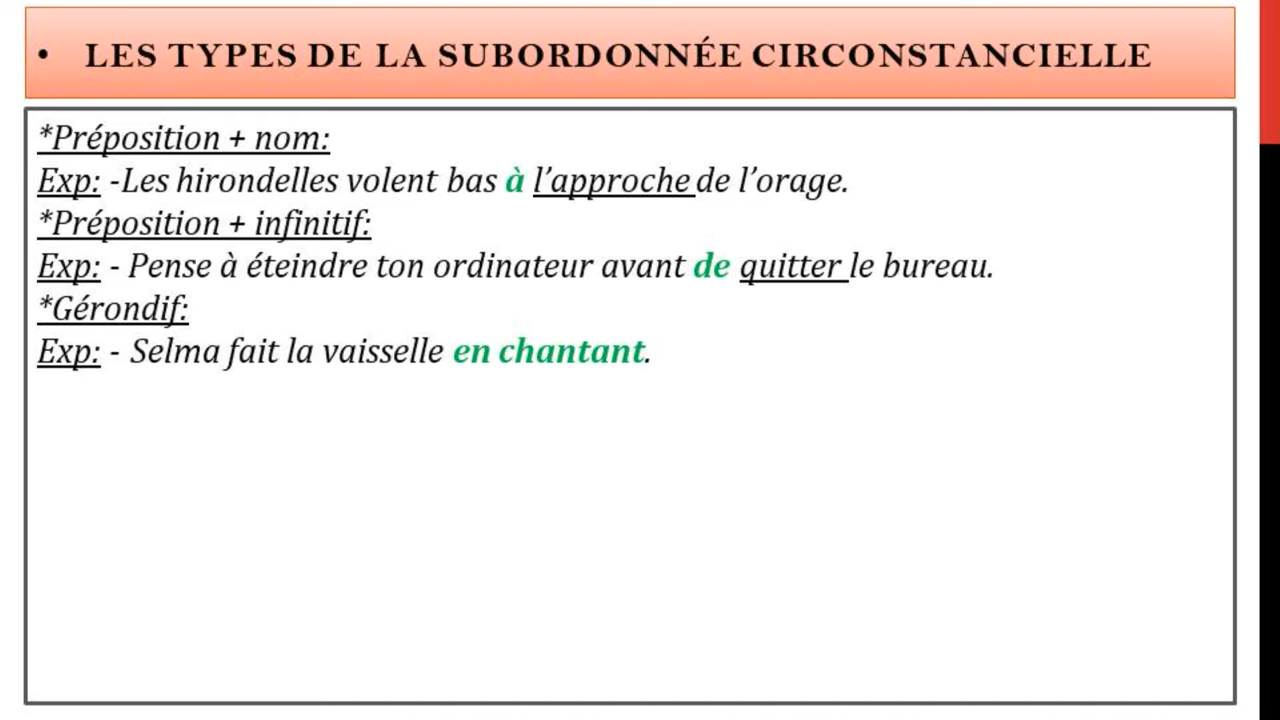 • LES TYPES DE LA SUBORDONNÉE CIRCONSTANCIELLE
*Préposition + nom:
Exp: -Les hirondelles volent bas à l’approche de l’orage.
*Préposition + infinitif:
Exp: - Pense à éteindre ton ordinateur avant de quitter le bureau.
*Gérondif:
Exp: - Selma fait la vaisselle en chantant.